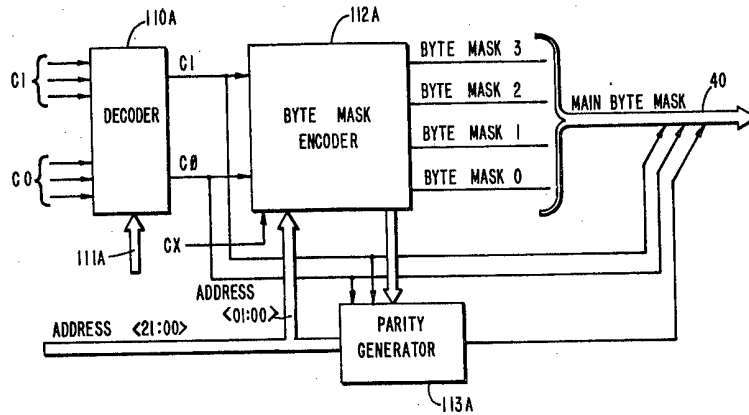 110A
112A
C1
DECODER
C1
BYTE MASK
ENCODER
BYTE MASK 3
BYTE MASK 2
BYTE MASK 1
BYTE MASK 0
MAIN BYTE MASK
40
C0
CØ
111A
CX
ADDRESS
<01:00>
ADDRESS <21:00>
PARITY
GENERATOR
113A